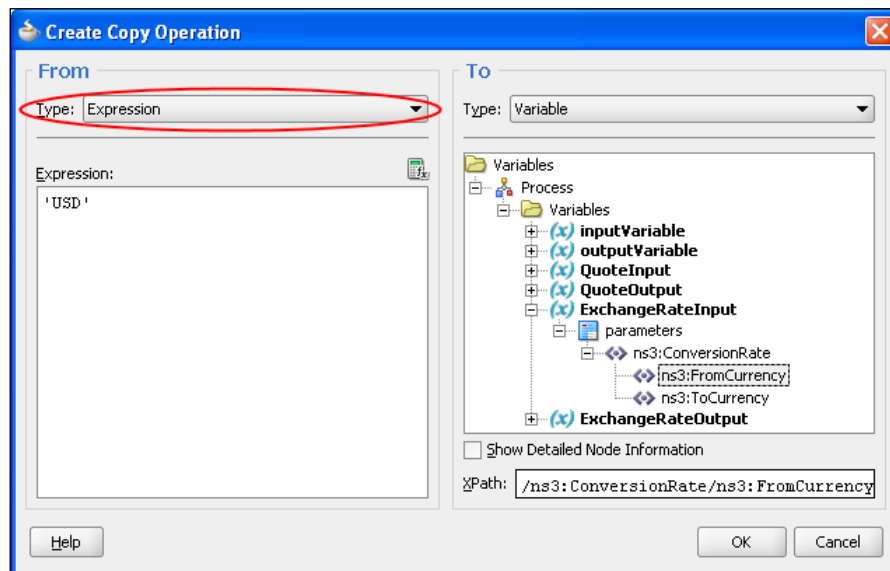 Create Copy Operation
From
Type: Expression
Expression:
'USD'
To
Type: Variable
Variables
Process
Variables
(x) inputVariable
(x) outputVariable
(x) QuoteInput
(x) QuoteOutput
(x) ExchangeRateInput
parameters
ns3:ConversionRate
ns3:FromCurrency
ns3:ToCurrency
(x) ExchangeRateOutput
Show Detailed Node Information
XPath: /ns3:ConversionRate/ns3:FromCurrency
Help
OK
Cancel